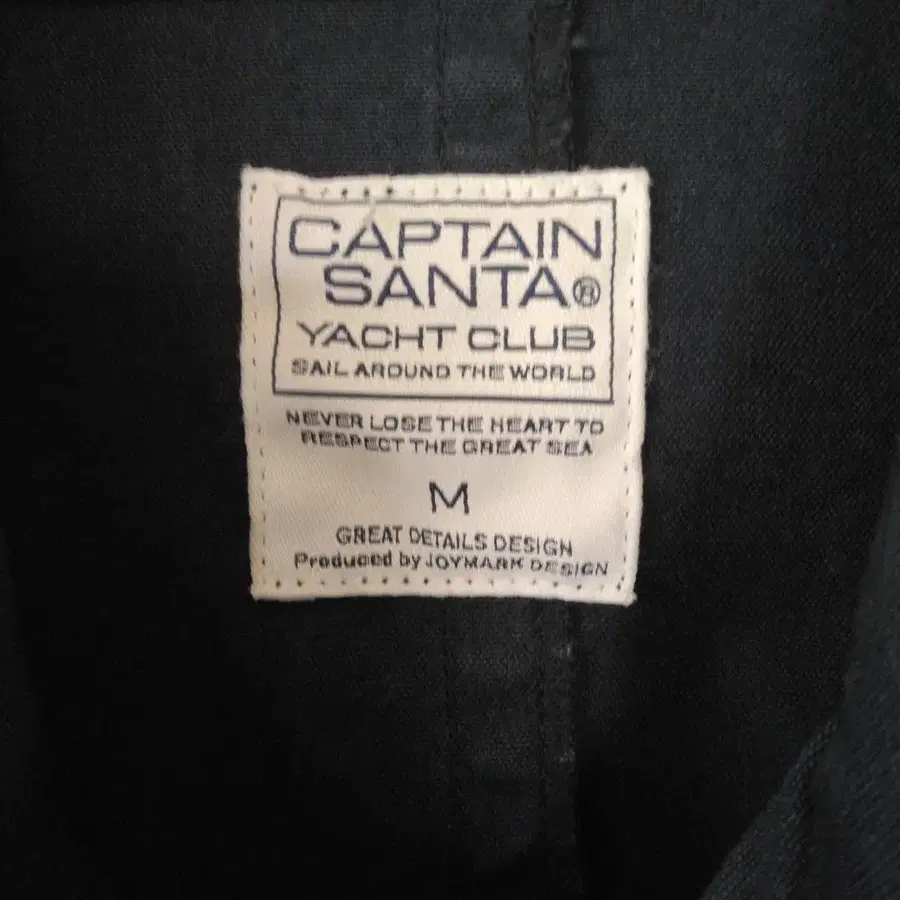 CAPTAIN
SANTA®
YACHT CLUB
SAIL AROUND THE WORLD
NEVER LOSE THE HEART TO
RESPECT THE GREAT SEA
M
GREAT DETAILS DESIGN
Produced by JOYMARK DESIGN